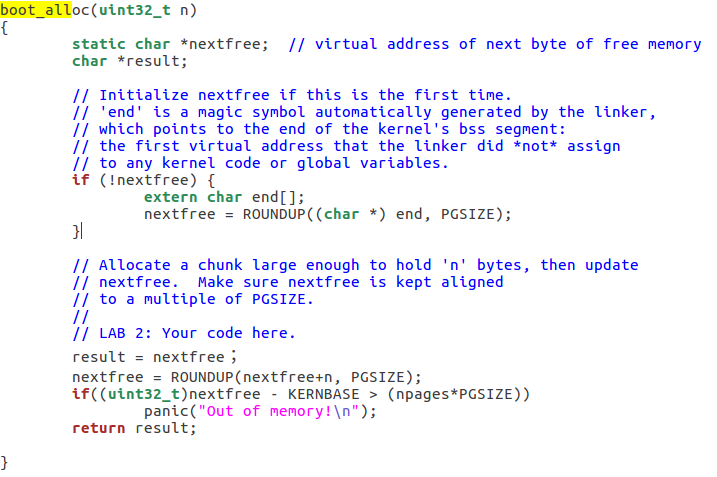 boot_alloc(uint32_t n)
{
        static char *nextfree;  // virtual address of next byte of free memory
        char *result;

        // Initialize nextfree if this is the first time.
        // 'end' is a magic symbol automatically generated by the linker,
        // which points to the end of the kernel's bss segment:
        // the first virtual address that the linker did *not* assign
        // to any kernel code or global variables.
        if (!nextfree) {
                extern char end[];
                nextfree = ROUNDUP((char *) end, PGSIZE);
        }

        // Allocate a chunk large enough to hold 'n' bytes, then update
        // nextfree.  Make sure nextfree is kept aligned
        // to a multiple of PGSIZE.
        //
        // LAB 2: Your code here.
        result = nextfree;
        nextfree = ROUNDUP(nextfree+n, PGSIZE);
        if((uint32_t)nextfree - KERNBASE > (npages*PGSIZE))
                panic("Out of memory!\n");
        return result;

}